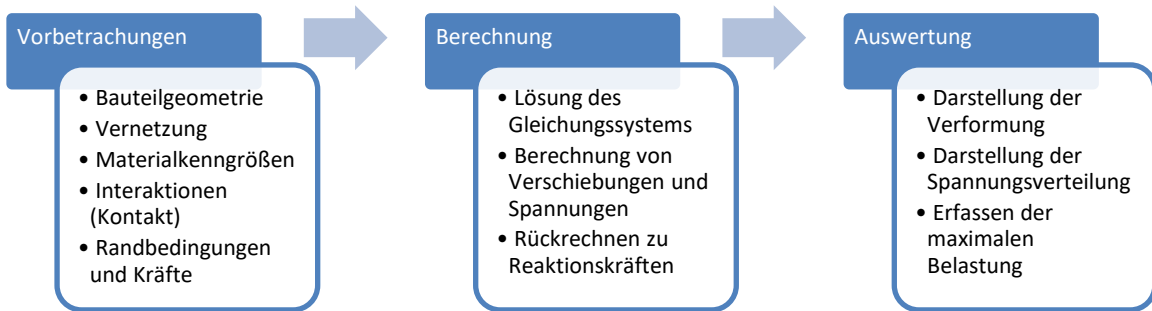 Vorbetrachungen
• Bauteilgeometrie
• Vernetzung
• Materialkenngrößen
• Interaktionen
(Kontakt)
• Randbedingungen
und Kräfte
Berechnung
• Lösung des
Gleichungssystems
• Berechnung von
Verschiebungen und
Spannungen
• Rückrechnen zu
Reaktionskräften
Auswertung
• Darstellung der
Verformung
• Darstellung der
Spannungsverteilung
• Erfassen der
maximalen
Belastung